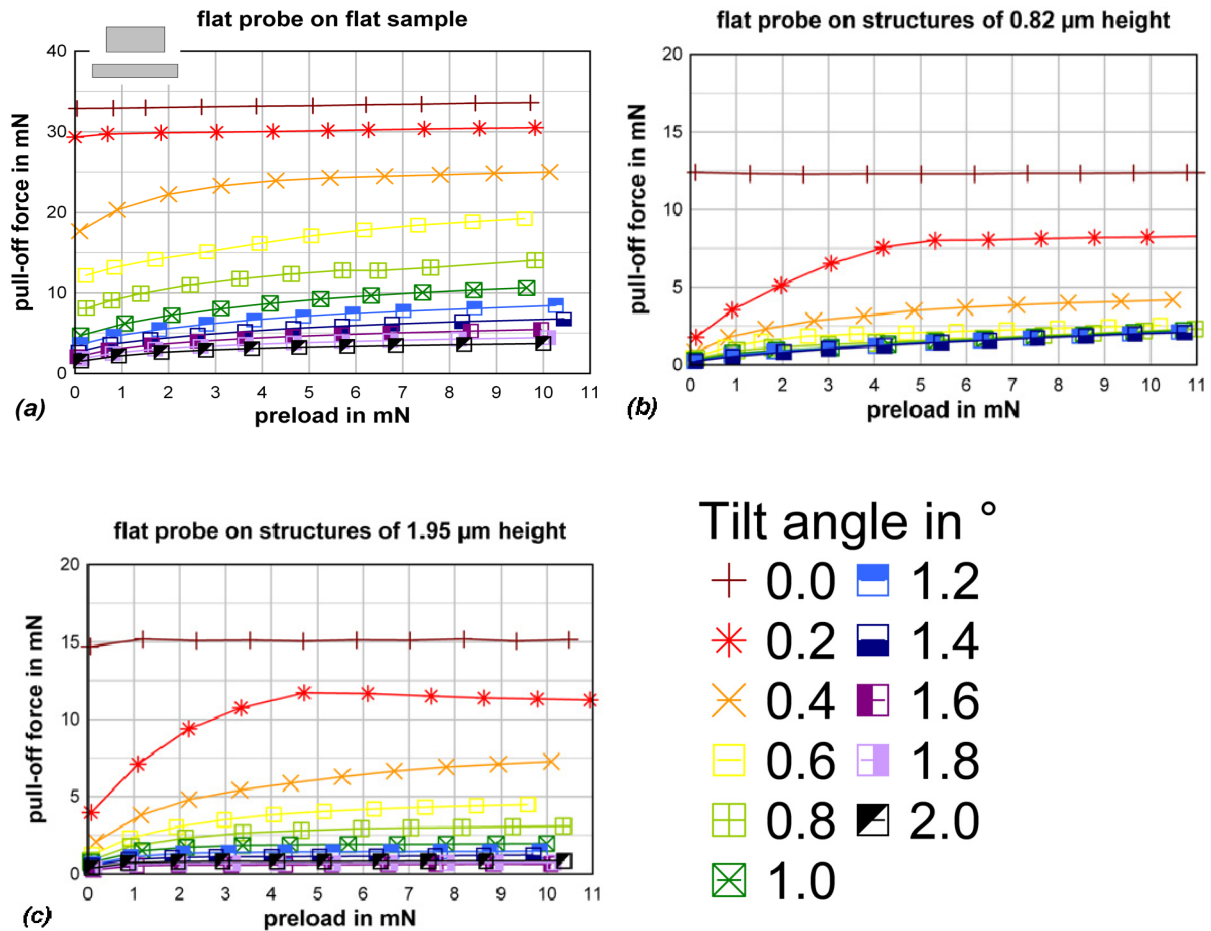 flat probe on flat sample
40
30
20
10
0
pull-off force in mN
0 1 2 3 4 5 6 7 8 9 10 11
preload in mN
(a)
flat probe on structures of 0.82 µm height
20
15
10
5
0
pull-off force in mN
0 1 2 3 4 5 6 7 8 9 10 11
preload in mN
(b)
flat probe on structures of 1.95 µm height
20
15
10
5
0
pull-off force in mN
0 1 2 3 4 5 6 7 8 9 10 11
preload in mN
(c)
Tilt angle in °
0.0 1.2
0.2 1.4
0.4 1.6
0.6 1.8
0.8 2.0
1.0